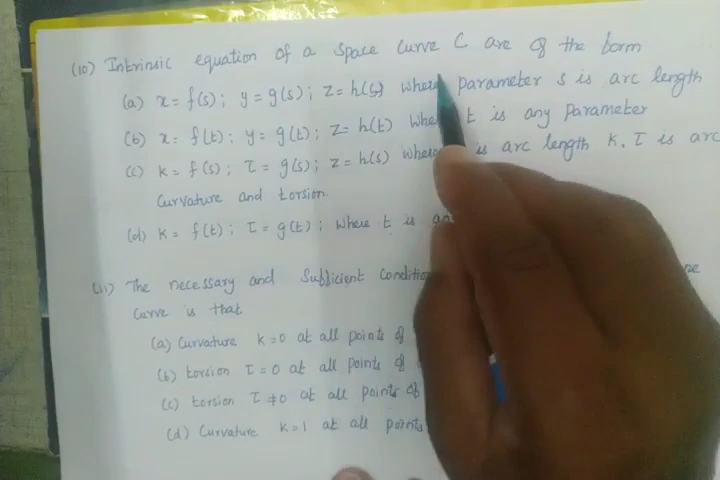 (10) Intrinsic equation of a space curve C are of the form
(a) x = f(s); y = g(s); z = h(s) where parameter s is arc length
(b) x = f(t); y = g(t); z = h(t) t is any parameter
(c) k = f(s); τ = g(s); z = h(s) is arc length k, τ is arc
curvature and torsion.
(d) k = f(t); τ = g(t); where t is
(11) The necessary and sufficient condition
curve is that
(a) Curvature k=0 at all points of
(b) torsion τ=0 at all points of
(c) torsion τ≠0 at all points of
(d) Curvature k=1 at all points